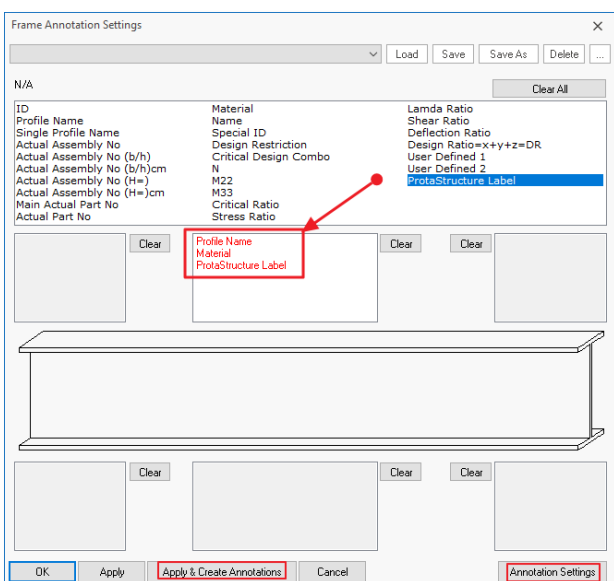 Frame Annotation Settings
Load Save Save As Delete ...
N/A
Clear All
ID Material Lamda Ratio
Profile Name Name Shear Ratio
Single Profile Name Special ID Deflection Ratio
Actual Assembly No Design Restriction Design Ratio=x+y+z=DR
Actual Assembly No (b/h) Critical Design Combo User Defined 1
Actual Assembly No (b/h)cm N User Defined 2
Actual Assembly No (H=) M22 ProtaStructure Label
Actual Assembly No (H=)cm M33
Main Actual Part No Critical Ratio
Actual Part No Stress Ratio
Clear Profile Name Clear Clear
Material
ProtaStructure Label
Clear Clear Clear
OK Apply Apply & Create Annotations Cancel Annotation Settings